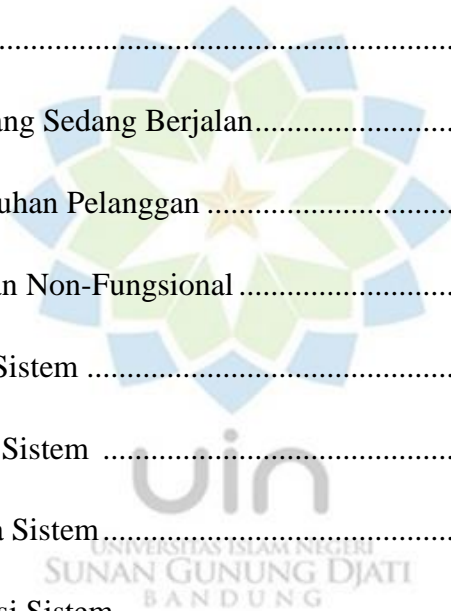 ..........................................................
ang Sedang Berjalan.........................
uhan Pelanggan ...............................
an Non-Fungsional...........................
Sistem ..............................................
Sistem ............................................
a Sistem............................................
uin
UNIVERSITAS ISLAM NEGERI
SUNAN GUNUNG DJATI
BANDUNG
si Sistem